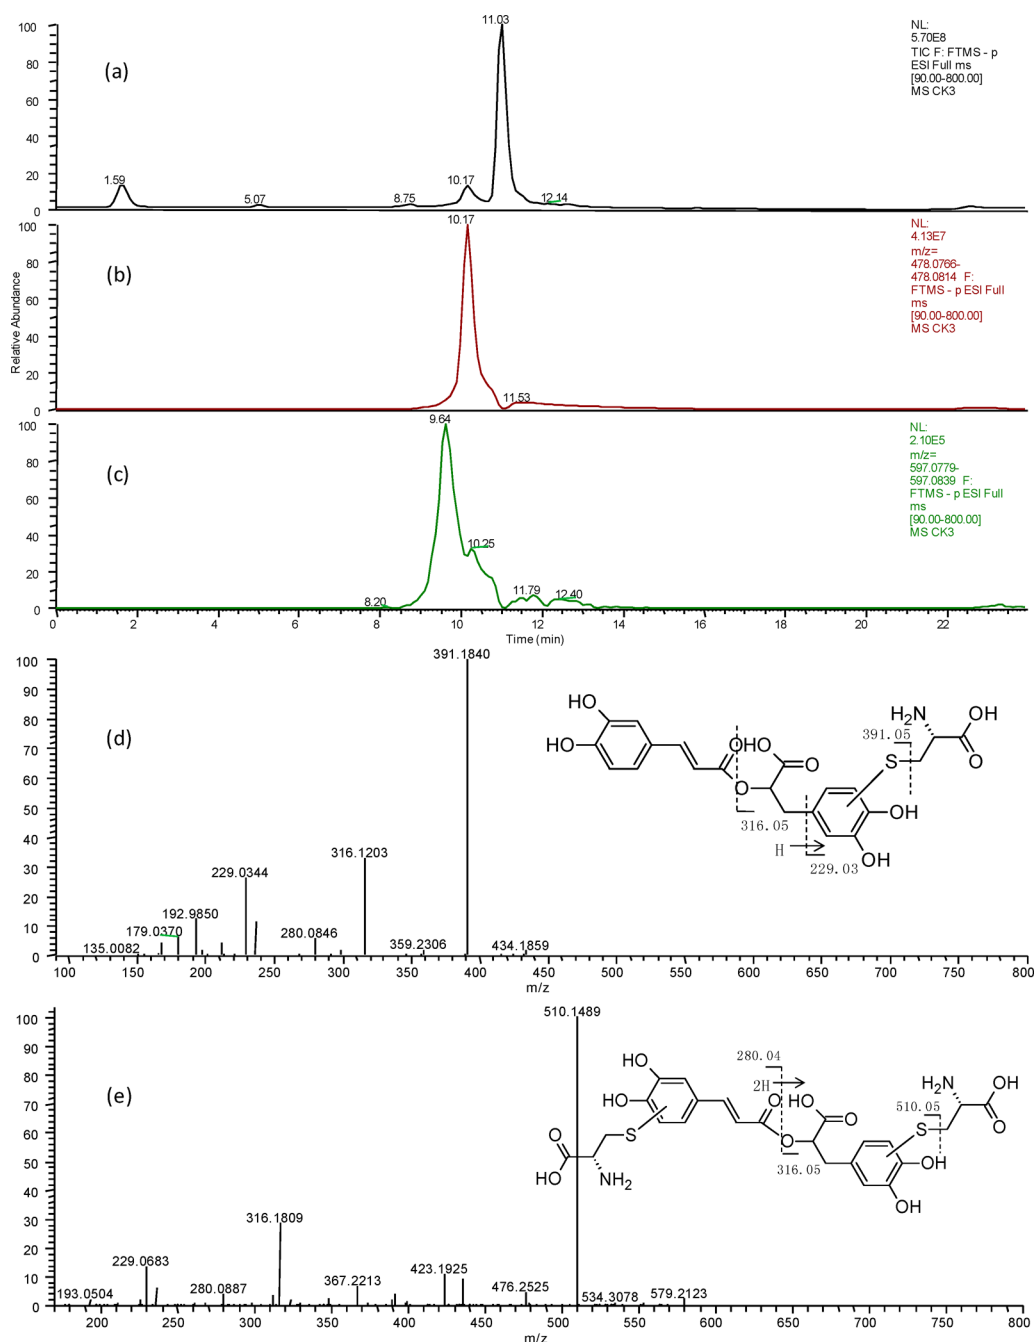 11.03
100
80
60
40
20
0
(a)
1.59
5.07
8.75
10.17
12.14
NL:
5.70E8
TIC F: FTMS - p
ESI Full ms
[90.00-800.00]
MS CK3
Relative Abundance
10.17
100
80
60
40
20
0
(b)
11.53
NL:
4.13E7
m/z=
478.0766-
478.0814 F:
FTMS - p ESI Full
ms
[90.00-800.00]
MS CK3
9.64
100
80
60
40
20
0
(c)
8.20
10.25
11.79
12.40
NL:
2.10E5
m/z=
597.0779-
597.0839 F:
FTMS - p ESI Full
ms
[90.00-800.00]
MS CK3
0 2 4 6 8 10 12 14 16 18 20 22
Time (min)
391.1840
100
90
80
70
60
50
40
30
20
10
0
(d)
135.0082
179.0370
192.9850
229.0344
280.0846
316.1203
359.2306
434.1859
HO
HO
O
O
HO
O
H2N
OH
O
S
391.05
316.05
H
229.03
OH
OH
100 150 200 250 300 350 400 450 500 550 600 650 700 750 800
m/z
510.1489
100
90
80
70
60
50
40
30
20
10
0
(e)
193.0504
229.0683
280.0887
316.1809
367.2213
423.1925
476.2525
534.3078
579.2123
HO
HO
S
O
HO
NH2
280.04
2H
O
O
HO
O
316.05
H2N
OH
O
S
510.05
OH
OH
200 250 300 350 400 450 500 550 600 650 700 750 800
m/z